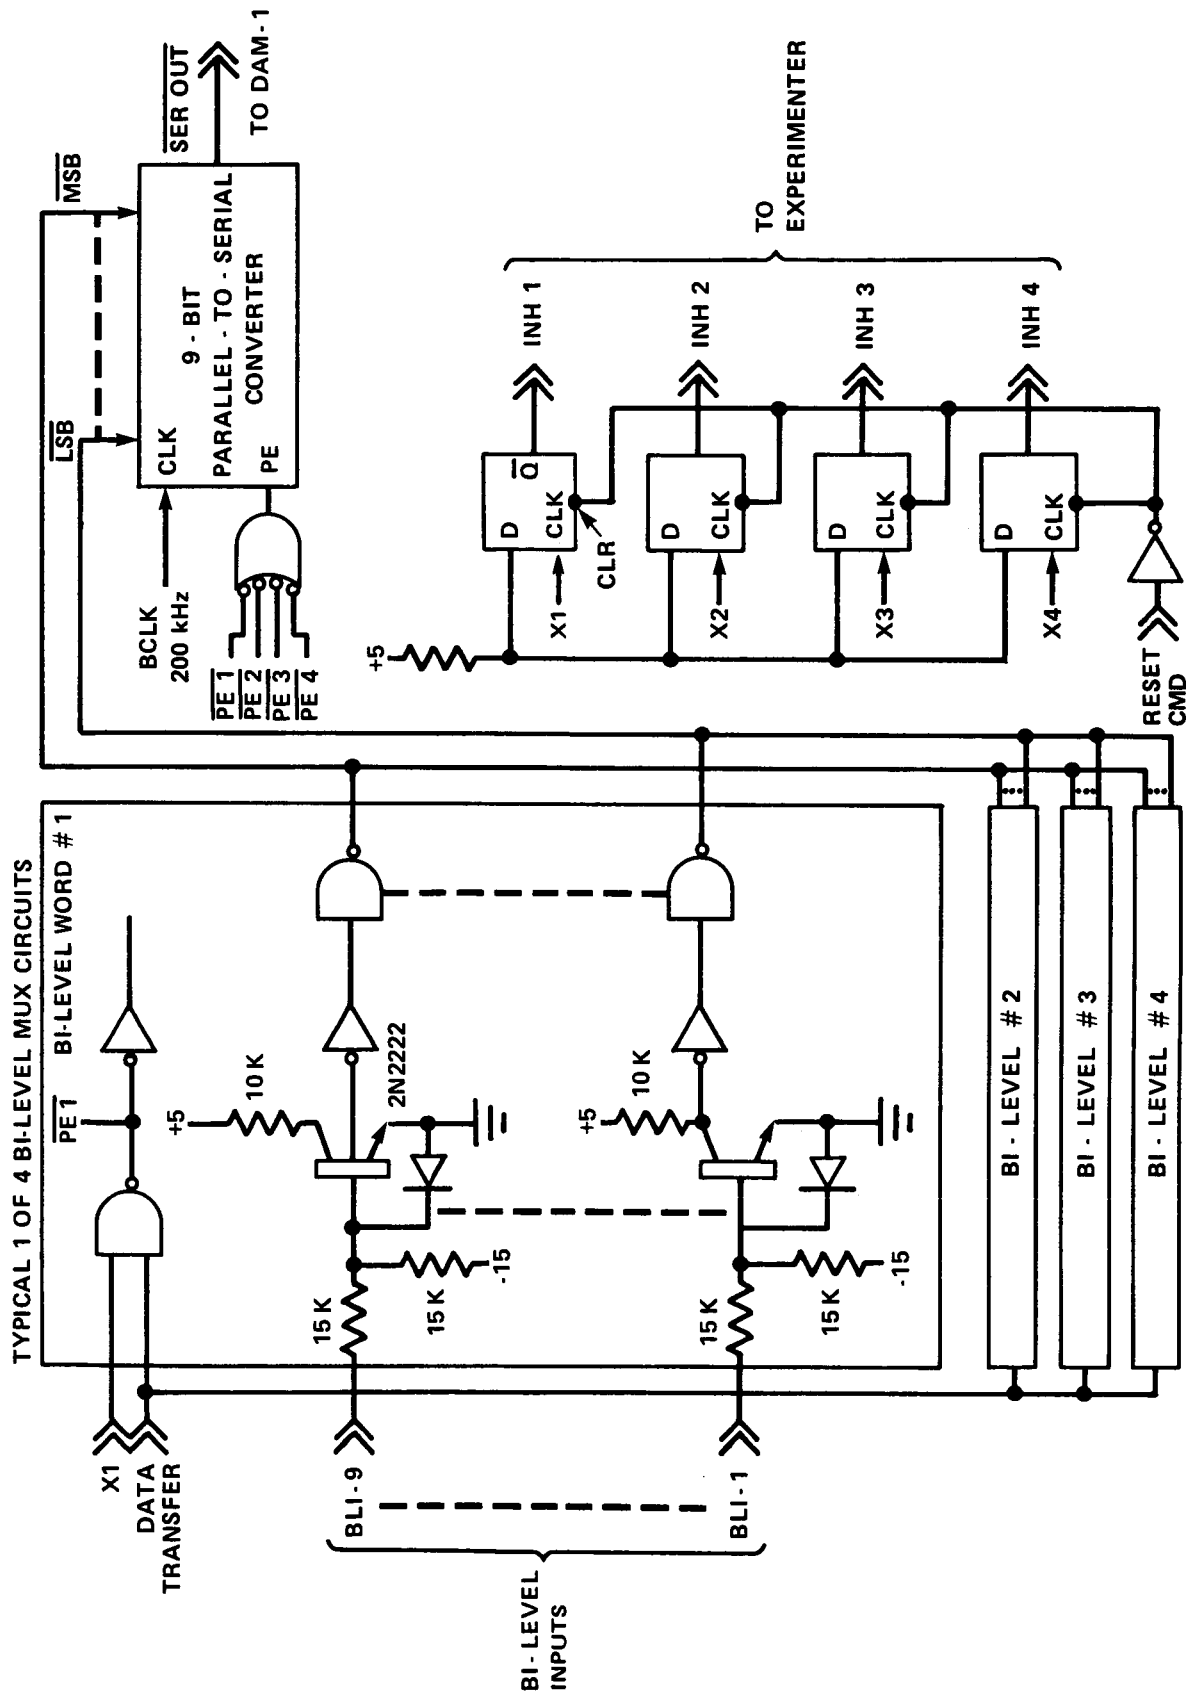 TYPICAL 1 OF 4 BI-LEVEL MUX CIRCUITS
BI-LEVEL WORD # 1
X1
DATA
TRANSFER
PE 1
+5
10 K
2N2222
15 K
15 K
-15
BLI - 9
+5
10 K
15 K
15 K
-15
BLI - 1
BI - LEVEL
INPUTS
BI - LEVEL # 2
BI - LEVEL # 3
BI - LEVEL # 4
MSB
LSB
SER OUT
TO DAM - 1
CLK
9 - BIT
PARALLEL - TO - SERIAL
CONVERTER
PE
BCLK
200 kHz
PE 1
PE 2
PE 3
PE 4
+5
D
Q
CLK
CLR
X1
INH 1
D
CLK
X2
INH 2
D
CLK
X3
INH 3
D
CLK
X4
INH 4
TO
EXPERIMENTER
RESET
CMD